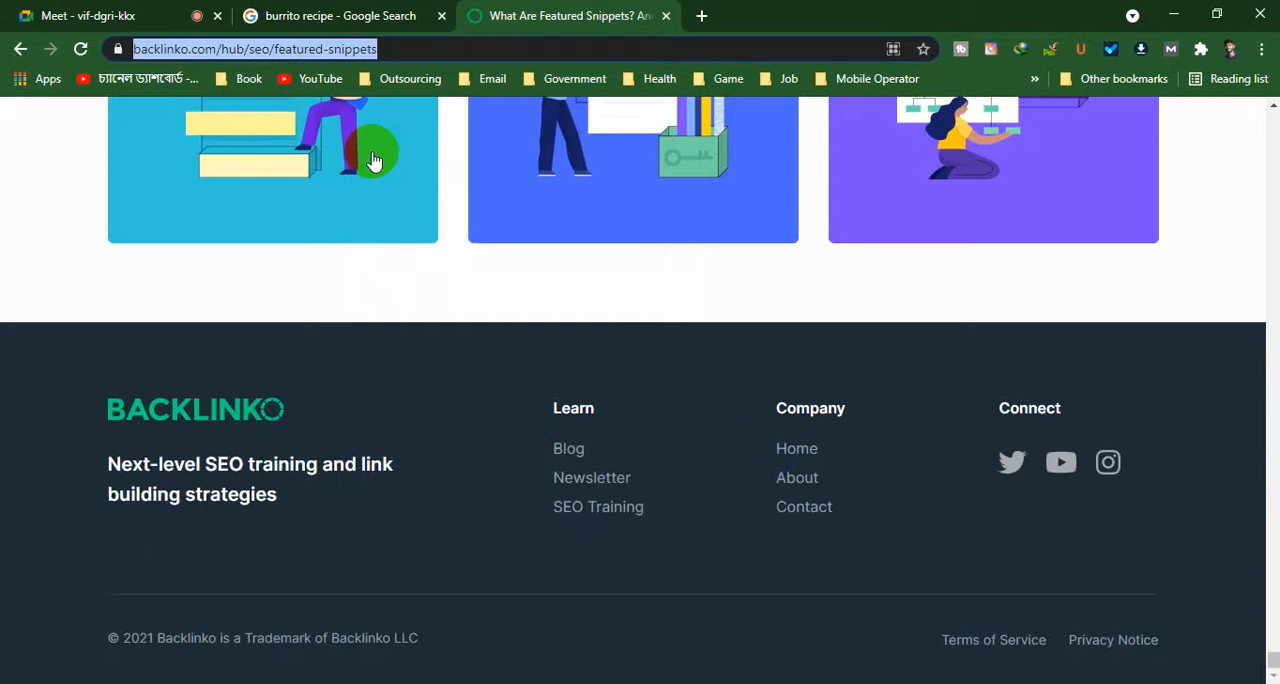 Meet - vif-dgri-kkx
burrito recipe - Google Search
What Are Featured Snippets? An
backlinko.com/hub/seo/featured-snippets
Apps
চ্যানেল ড্যাশবোর্ড -...
Book
YouTube
Outsourcing
Email
Government
Health
Game
Job
Mobile Operator
»
Other bookmarks
Reading list
BACKLINKO
Next-level SEO training and link
building strategies
Learn
Blog
Newsletter
SEO Training
Company
Home
About
Contact
Connect
© 2021 Backlinko is a Trademark of Backlinko LLC
Terms of Service
Privacy Notice